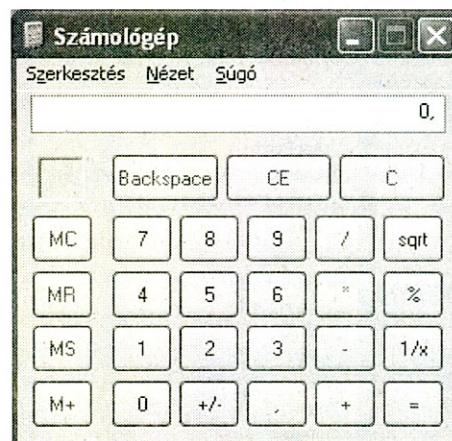 Számológép
Szerkesztés Nézet Súgó
0,
Backspace CE C
MC 7 8 9 / sqrt
MR 4 5 6 * %
MS 1 2 3 - 1/x
M+ 0 +/- , + =